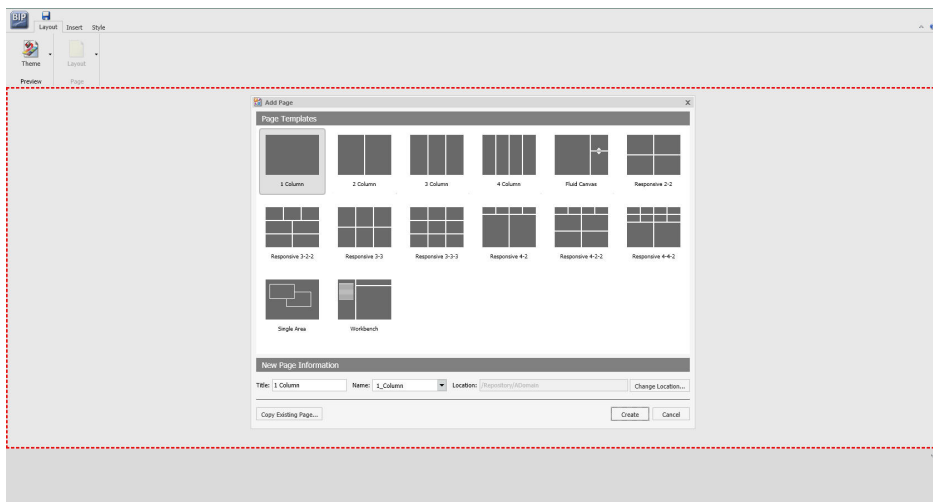 BIP
Layout Insert Style
Theme Layout
Preview Page
Add Page X
Page Templates
1 Column 2 Column 3 Column 4 Column Fluid Canvas Responsive 2-2
Responsive 3-2-2 Responsive 3-3 Responsive 3-3-3 Responsive 4-2 Responsive 4-2-2 Responsive 4-4-2
Single Area Workbench
New Page Information
Title: 1 Column Name: 1_Column Location: /Repository/ADomain Change Location...
Copy Existing Page... Create Cancel